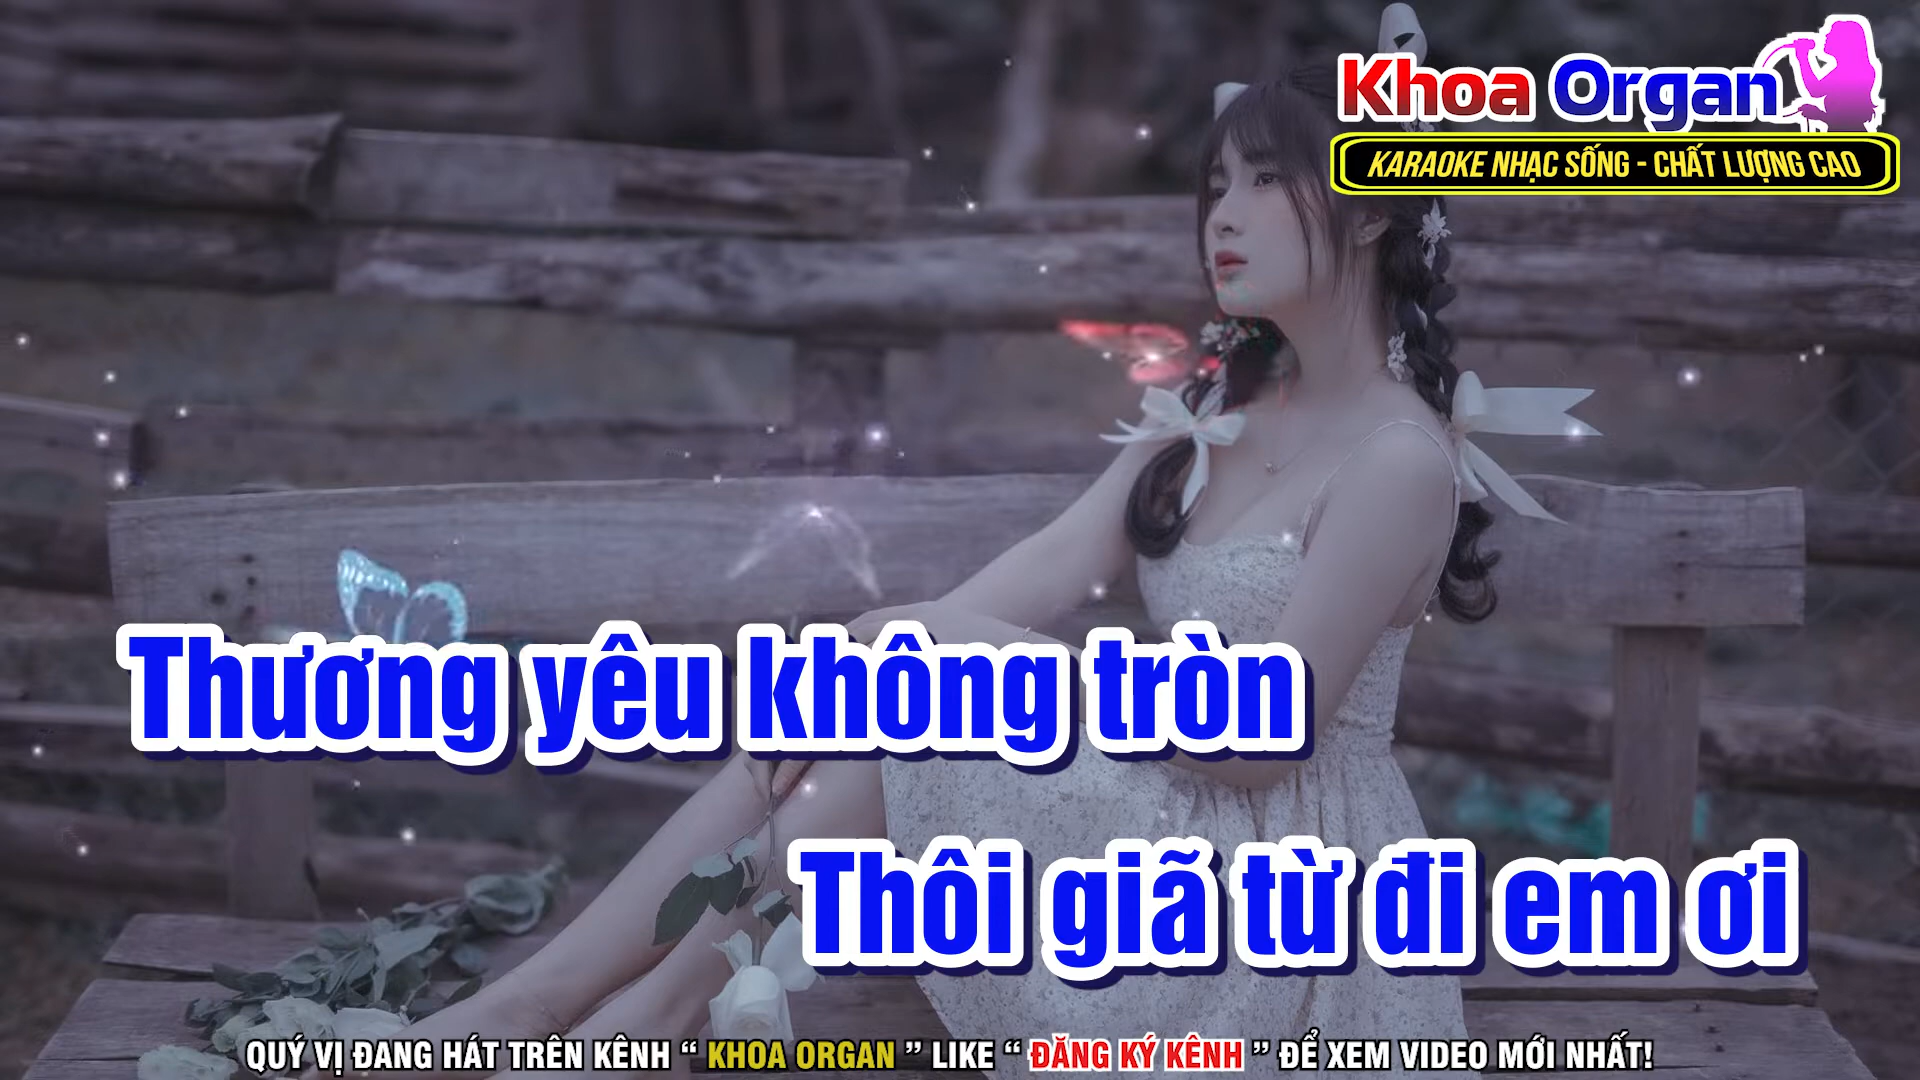 Khoa Organ
KARAOKE NHẠC SỐNG - CHẤT LƯỢNG CAO
Thương yêu không tròn
Thôi giã từ đi em ơi
QUÝ VỊ ĐANG HÁT TRÊN KÊNH “ KHOA ORGAN ” LIKE “ ĐĂNG KÝ KÊNH ” ĐỂ XEM VIDEO MỚI NHẤT!